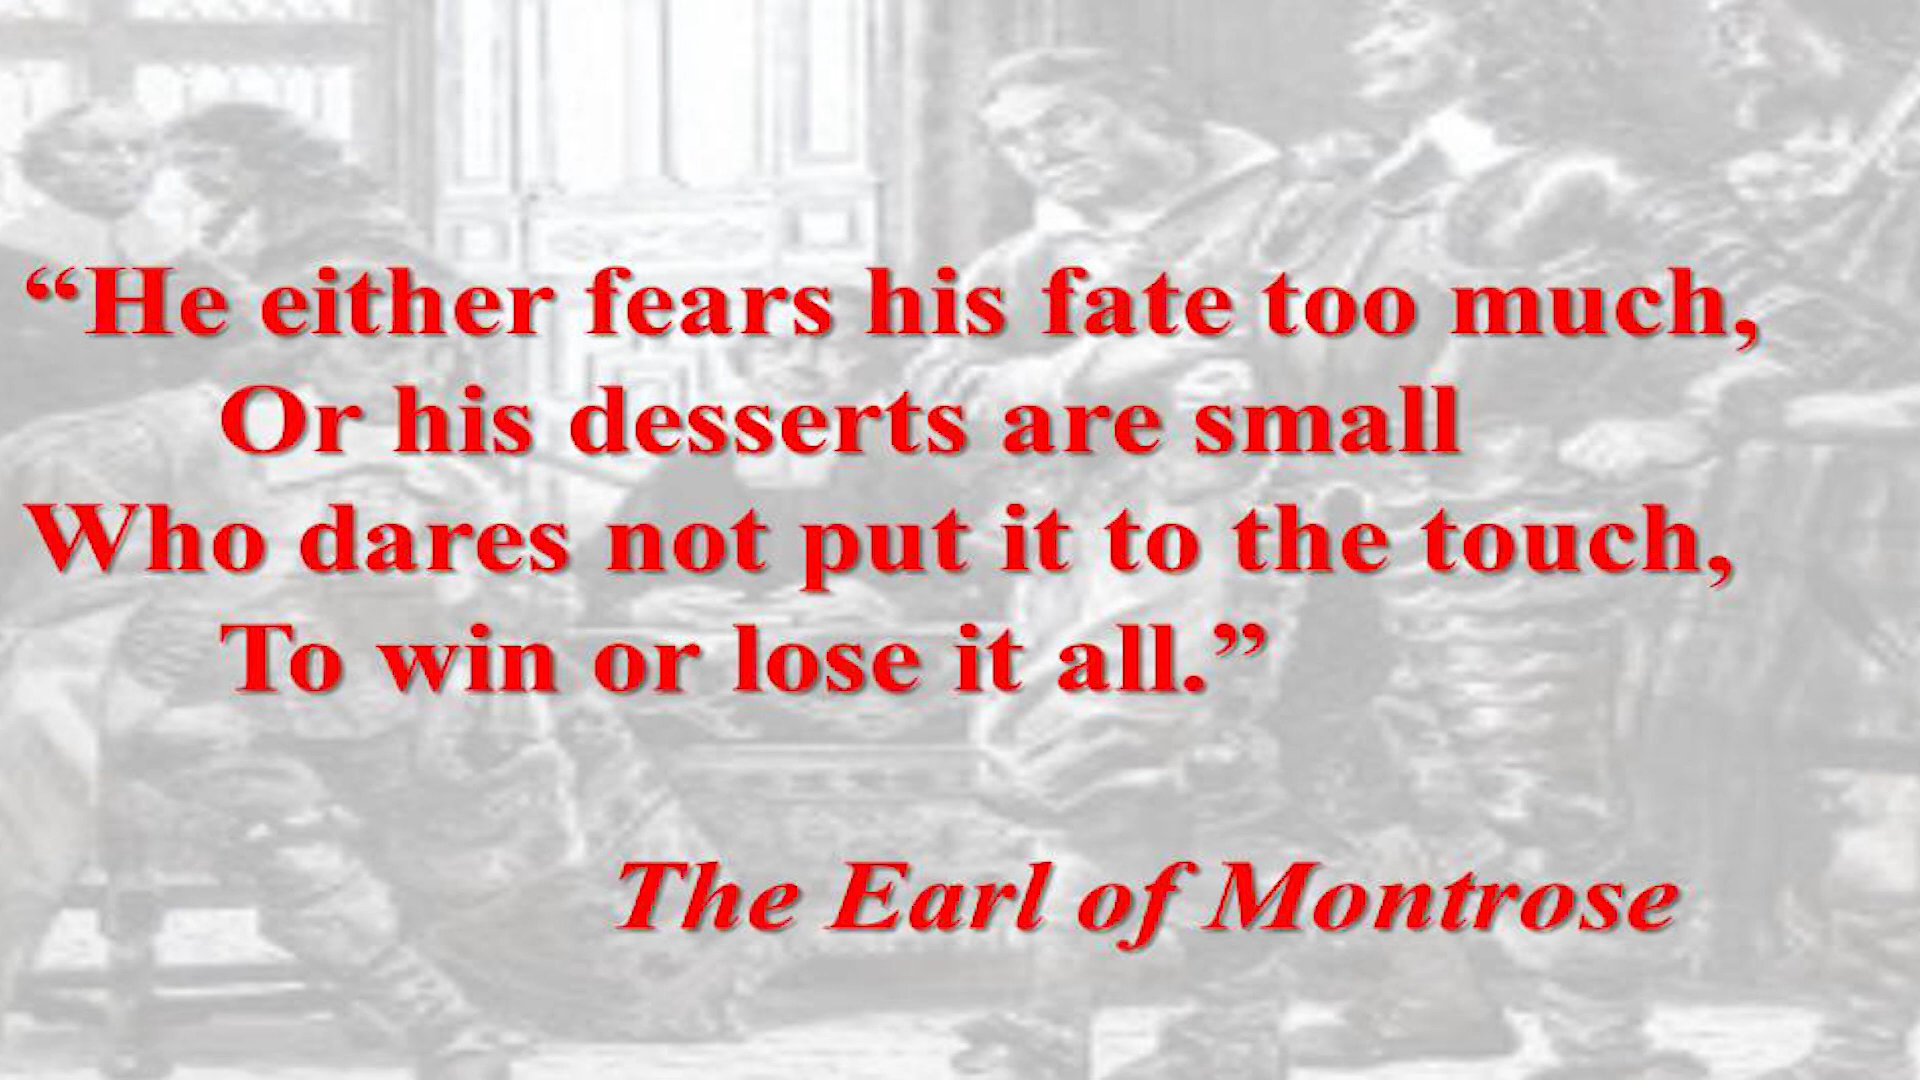 “He either fears his fate too much,
Or his desserts are small
Who dares not put it to the touch,
To win or lose it all.”
The Earl of Montrose